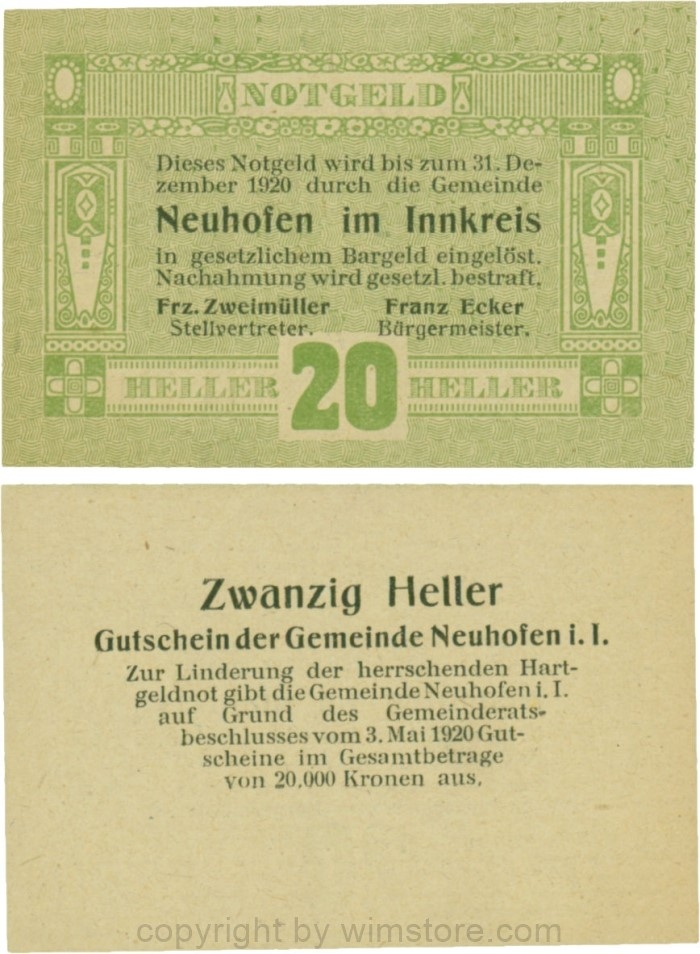 NOTGELD
Dieses Notgeld wird bis zum 31. De-
zember 1920 durch die Gemeinde
Neuhofen im Innkreis
in gesetzlichem Bargeld eingelöst.
Nachahmung wird gesetzl. bestraft.
Frz. Zweimüller Franz Ecker
Stellvertreter. Bürgermeister.
HELLER 20 HELLER
Zwanzig Heller
Gutschein der Gemeinde Neuhofen i. I.
Zur Linderung der herrschenden Hart-
geldnot gibt die Gemeinde Neuhofen i. I.
auf Grund des Gemeinderats-
beschlusses vom 3. Mai 1920 Gut-
scheine im Gesamtbetrage
von 20.000 Kronen aus.
copyright by wimstore.com